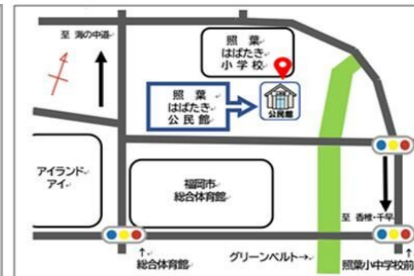 至 海の中道
照 葉
はばたき
小学校
照 葉
はばたき
公民館
公民館
アイランド
アイ
福岡市
総合体育館
至 香椎・千早
↑
総合体育館
グリーンベルト→
↑
照葉小中学校前